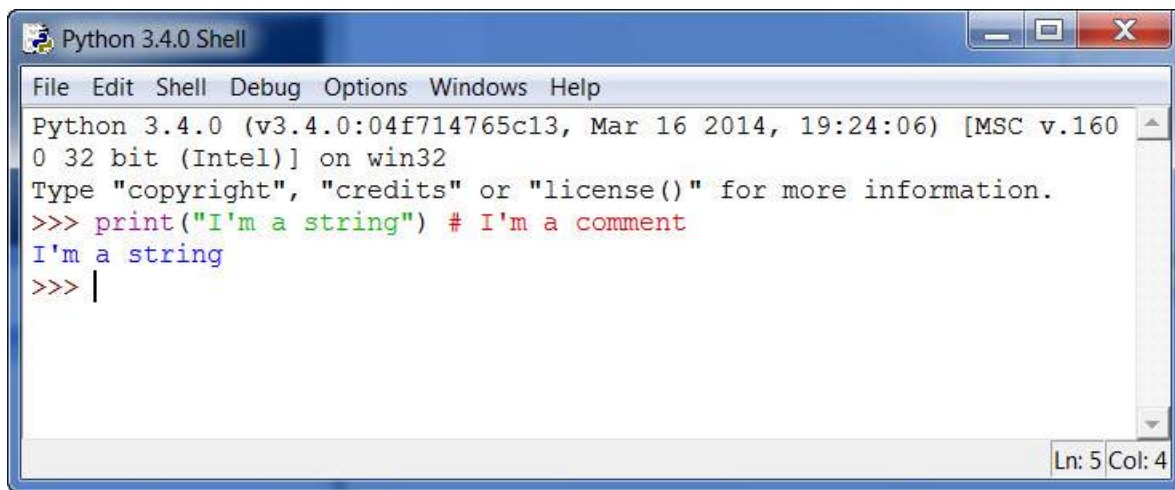 Python 3.4.0 Shell
File Edit Shell Debug Options Windows Help
Python 3.4.0 (v3.4.0:04f714765c13, Mar 16 2014, 19:24:06) [MSC v.160
0 32 bit (Intel)] on win32
Type "copyright", "credits" or "license()" for more information.
>>> print("I'm a string") # I'm a comment
I'm a string
>>>
Ln: 5 Col: 4